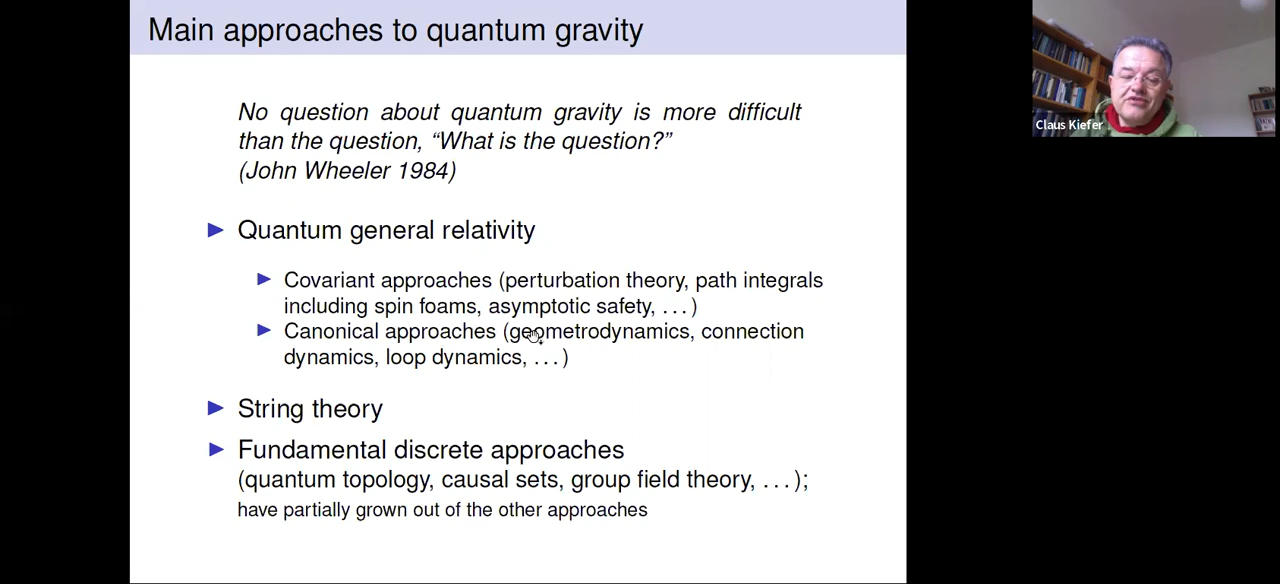 Main approaches to quantum gravity
No question about quantum gravity is more difficult
than the question, “What is the question?”
(John Wheeler 1984)
Quantum general relativity
Covariant approaches (perturbation theory, path integrals
including spin foams, asymptotic safety, ...)
Canonical approaches (geometrodynamics, connection
dynamics, loop dynamics, ...)
String theory
Fundamental discrete approaches
(quantum topology, causal sets, group field theory, ...);
have partially grown out of the other approaches
Claus Kiefer